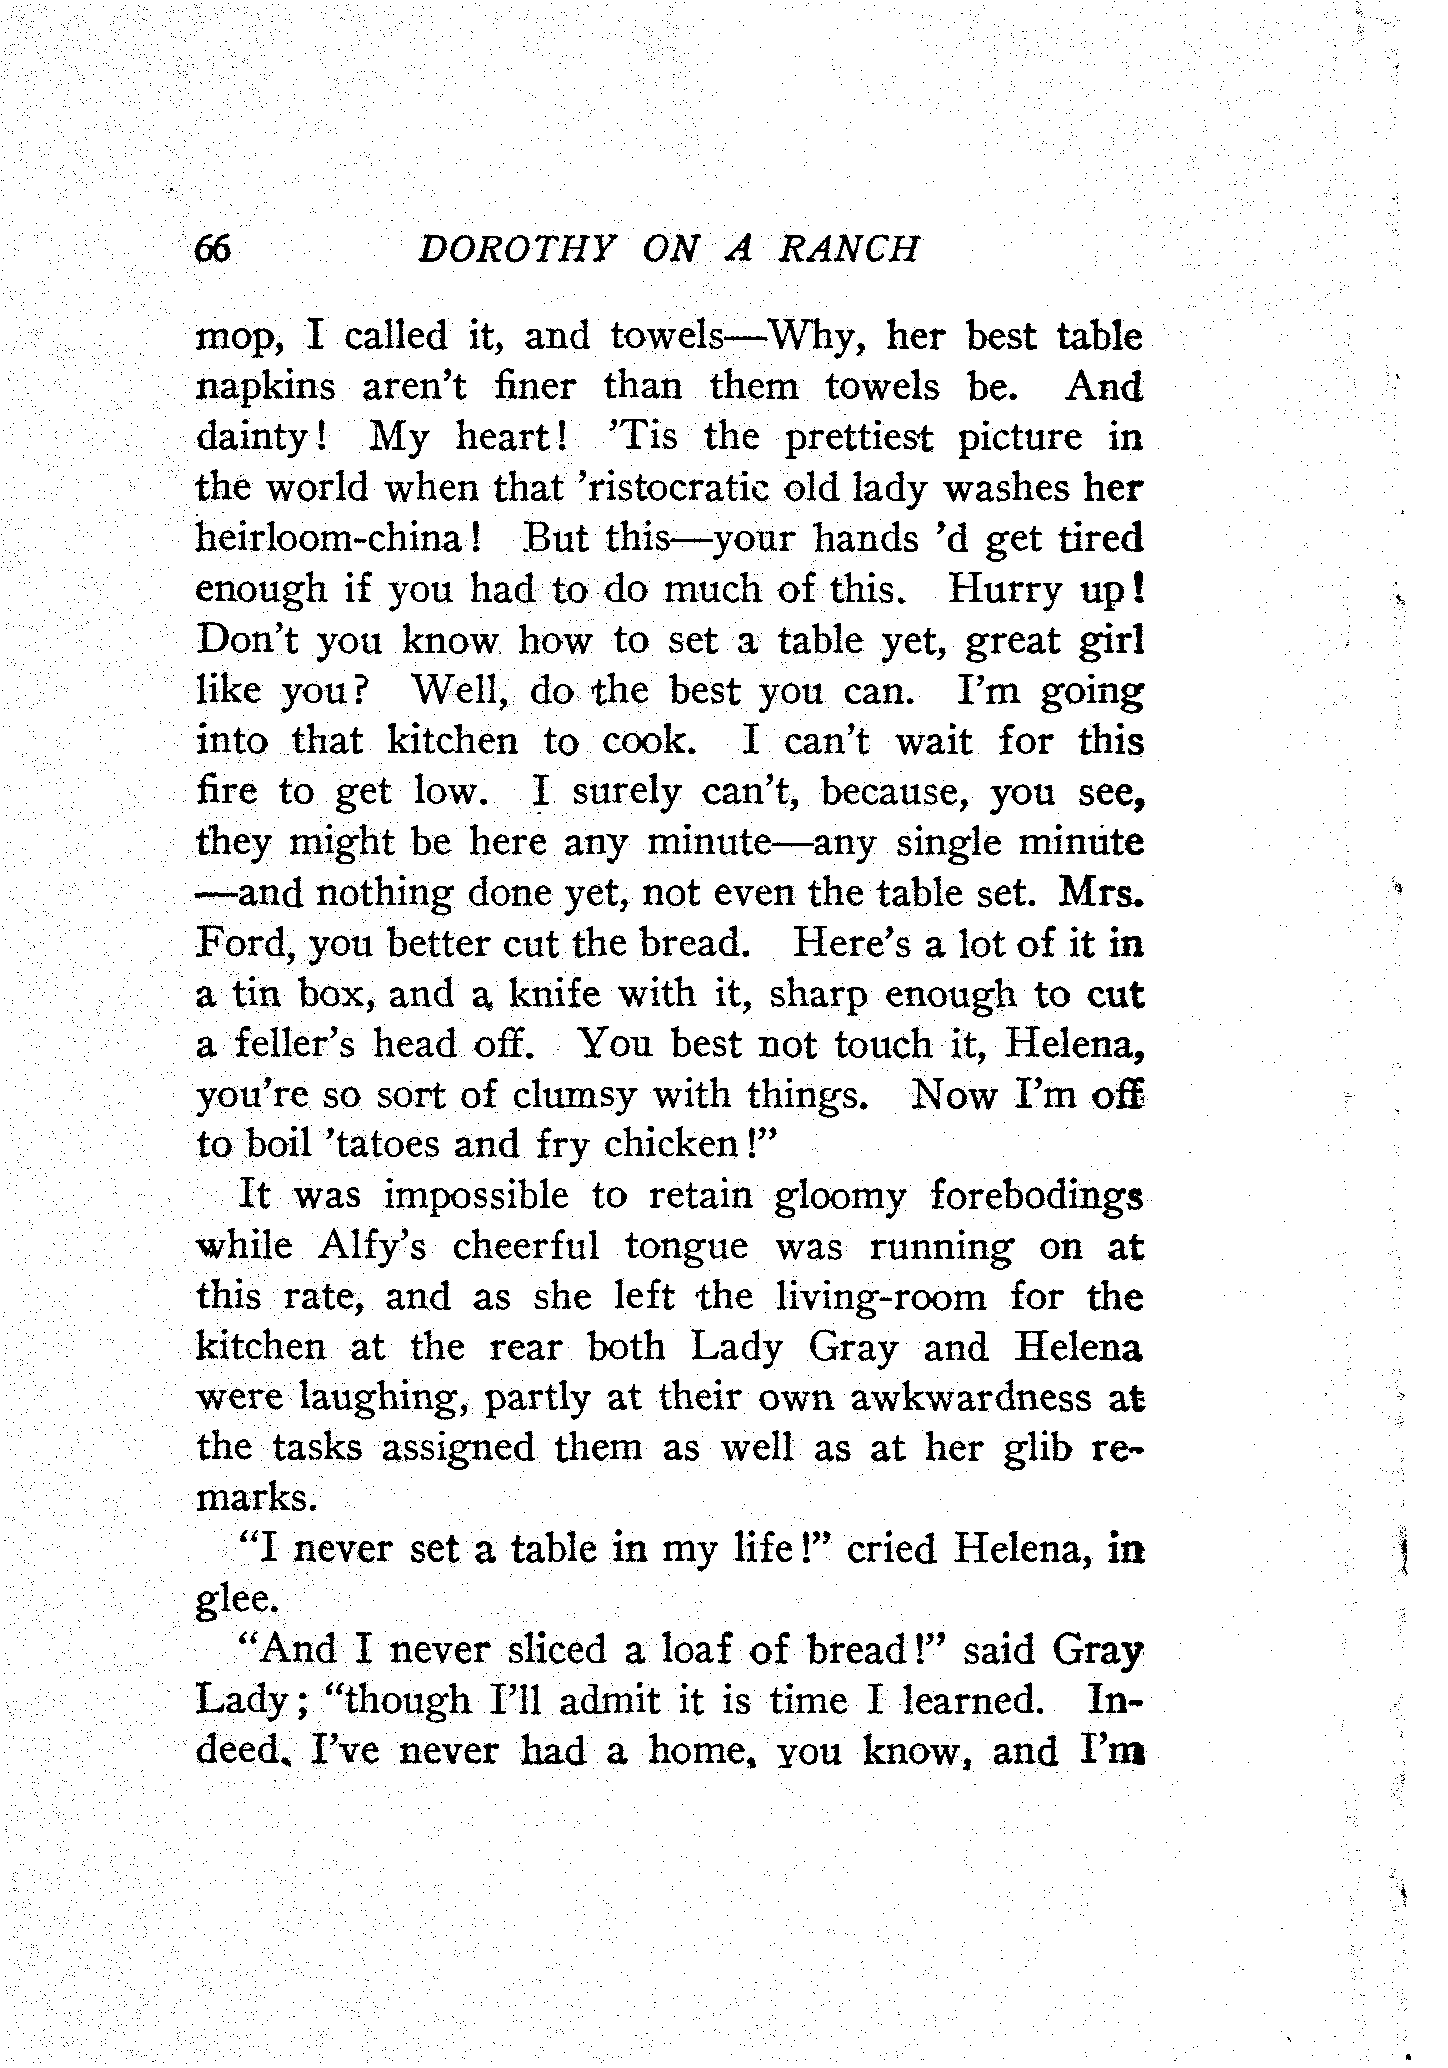 66 DOROTHY ON A RANCH
mop, I called it, and towels—Why, her best table
napkins aren't finer than them towels be. And
dainty! My heart! 'Tis the prettiest picture in
the world when that 'ristocratic old lady washes her
heirloom-china! But this—your hands 'd get tired
enough if you had to do much of this. Hurry up!
Don't you know how to set a table yet, great girl
like you? Well, do the best you can. I'm going
into that kitchen to cook. I can't wait for this
fire to get low. I surely can't, because, you see,
they might be here any minute—any single minute
—and nothing done yet, not even the table set. Mrs.
Ford, you better cut the bread. Here's a lot of it in
a tin box, and a knife with it, sharp enough to cut
a feller's head off. You best not touch it, Helena,
you're so sort of clumsy with things. Now I'm off
to boil 'tatoes and fry chicken!"
It was impossible to retain gloomy forebodings
while Alfy's cheerful tongue was running on at
this rate, and as she left the living-room for the
kitchen at the rear both Lady Gray and Helena
were laughing, partly at their own awkwardness at
the tasks assigned them as well as at her glib re-
marks.
"I never set a table in my life!" cried Helena, in
glee.
"And I never sliced a loaf of bread!" said Gray
Lady; "though I'll admit it is time I learned. In-
deed, I've never had a home, you know, and I'm